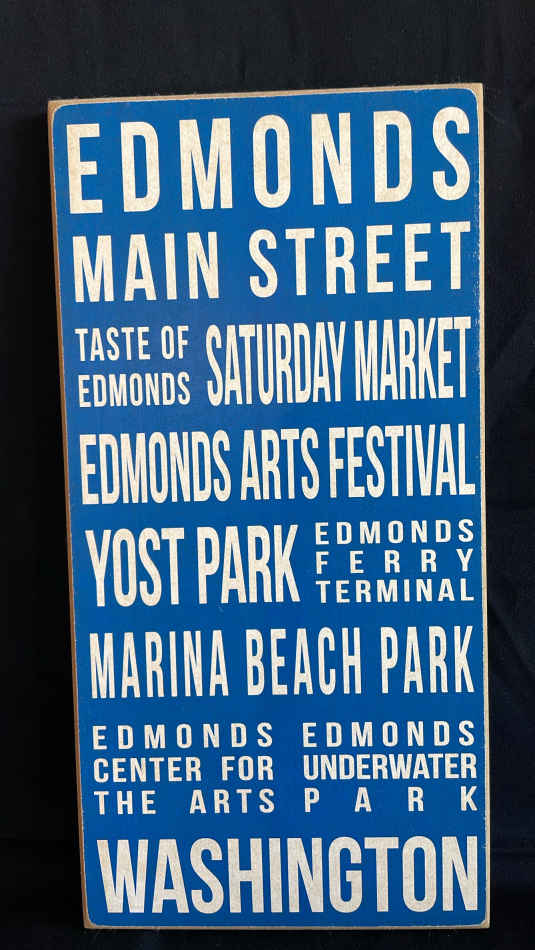 EDMONDS
MAIN STREET
TASTE OF
EDMONDS
SATURDAY MARKET
EDMONDS ARTS FESTIVAL
YOST PARK
EDMONDS
FERRY
TERMINAL
MARINA BEACH PARK
EDMONDS
CENTER FOR
THE ARTS
EDMONDS
UNDERWATER
PARK
WASHINGTON